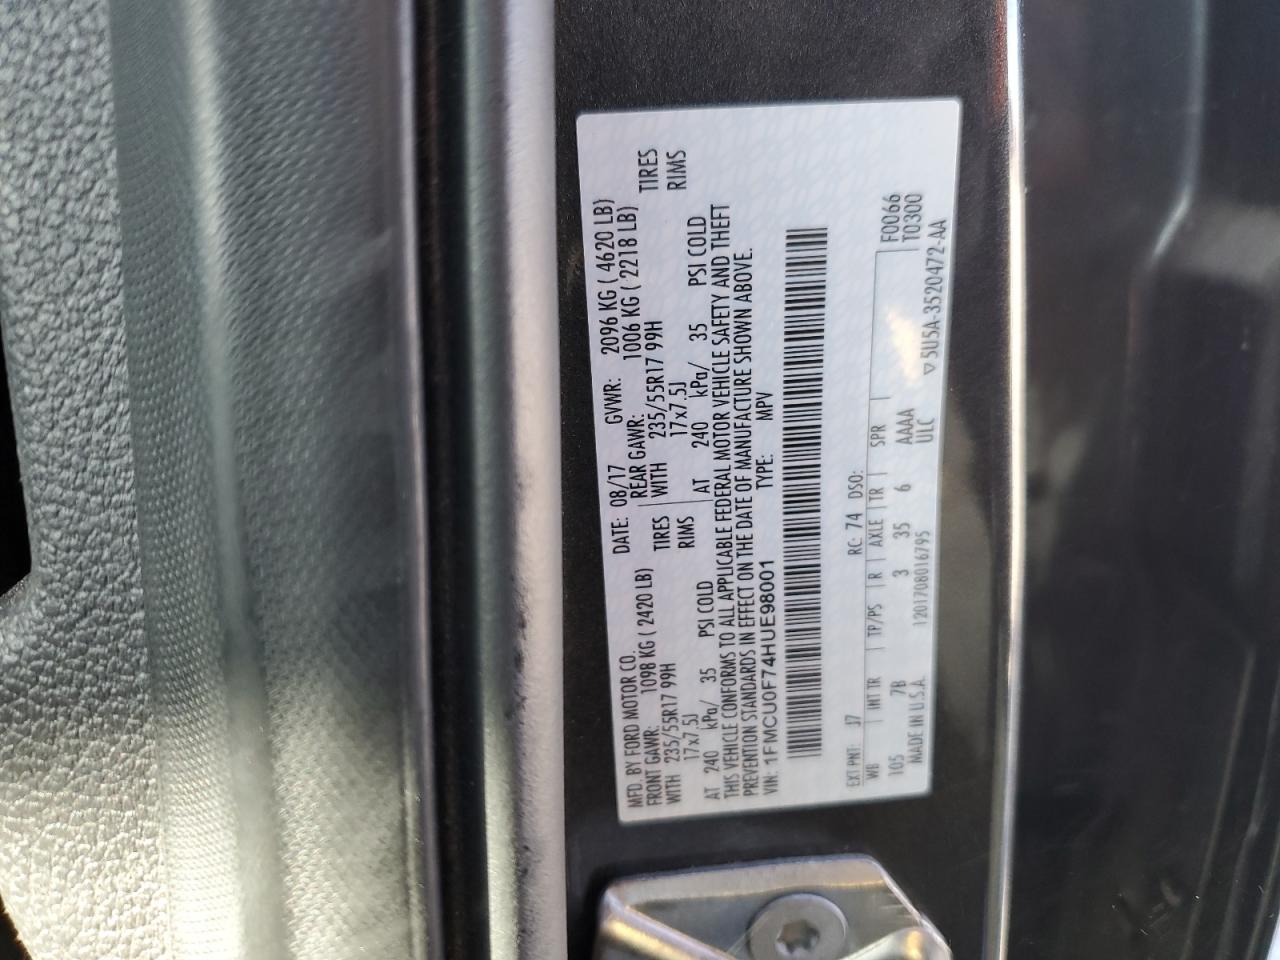 MFD. BY FORD MOTOR CO. DATE: 08/17 GVWR: 2096 KG ( 4620 LB)
FRONT GAWR: 1098 KG ( 2420 LB) REAR GAWR: 1006 KG ( 2218 LB)
WITH 235/55R17 99H TIRES WITH 235/55R17 99H TIRES
17x7.5J RIMS 17x7.5J RIMS
AT 240 kPa/ 35 PSI COLD AT 240 kPa/ 35 PSI COLD
THIS VEHICLE CONFORMS TO ALL APPLICABLE FEDERAL MOTOR VEHICLE SAFETY AND THEFT
PREVENTION STANDARDS IN EFFECT ON THE DATE OF MANUFACTURE SHOWN ABOVE.
VIN: 1FMCU0F74HUE98001 TYPE: MPV
EXT PNT: J7 RC: 74 DSO:
WB INT TR TP/PS R AXLE TR SPR F0066
105 7B 3 35 6 AAAA T0300
MADE IN U.S.A. 1201708016795 ULC
▽5U5A-3520472-AA